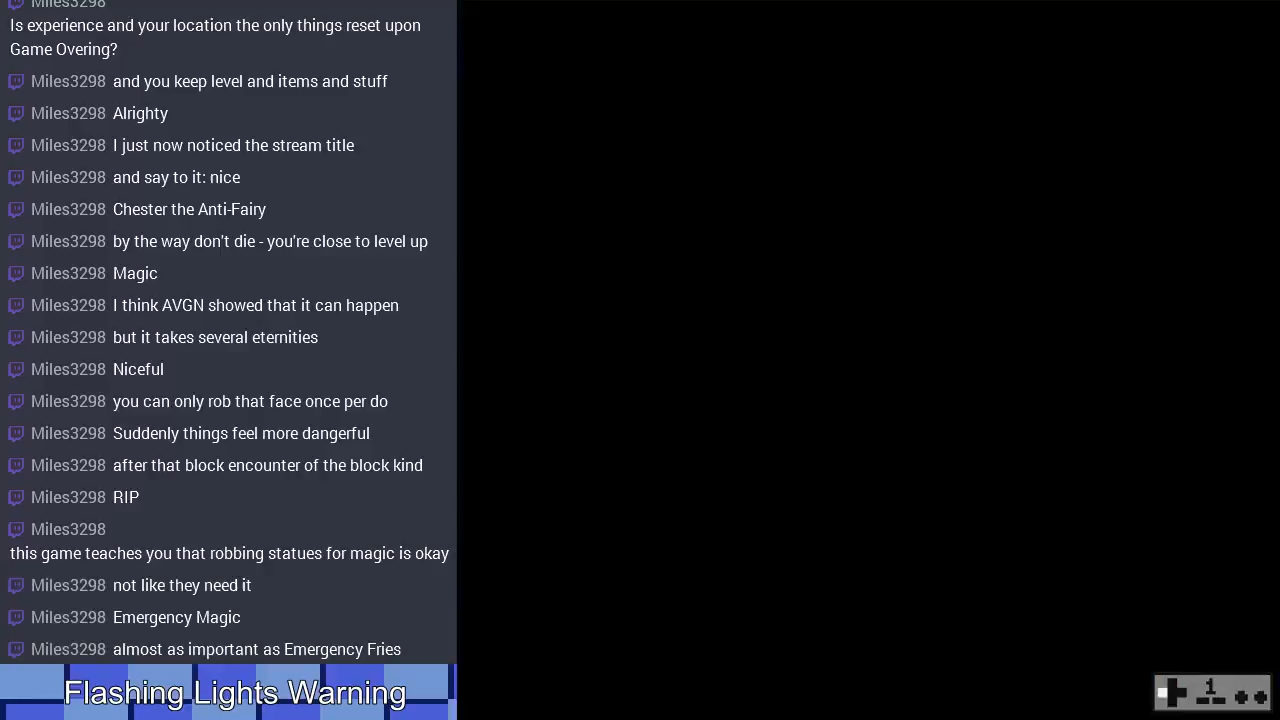 Miles3298
Is experience and your location the only things reset upon
Game Overing?
Miles3298 and you keep level and items and stuff
Miles3298 Alrighty
Miles3298 I just now noticed the stream title
Miles3298 and say to it: nice
Miles3298 Chester the Anti-Fairy
Miles3298 by the way don't die - you're close to level up
Miles3298 Magic
Miles3298 I think AVGN showed that it can happen
Miles3298 but it takes several eternities
Miles3298 Niceful
Miles3298 you can only rob that face once per do
Miles3298 Suddenly things feel more dangerful
Miles3298 after that block encounter of the block kind
Miles3298 RIP
Miles3298
this game teaches you that robbing statues for magic is okay
Miles3298 not like they need it
Miles3298 Emergency Magic
Miles3298 almost as important as Emergency Fries
Flashing Lights Warning
1